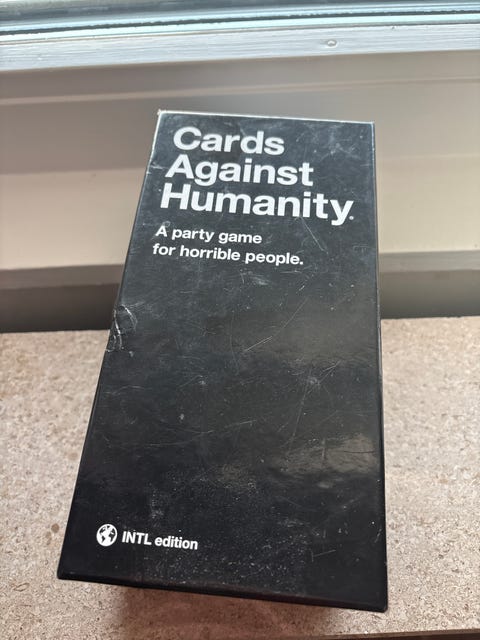 Cards
Against
Humanity.
A party game
for horrible people.
INTL edition